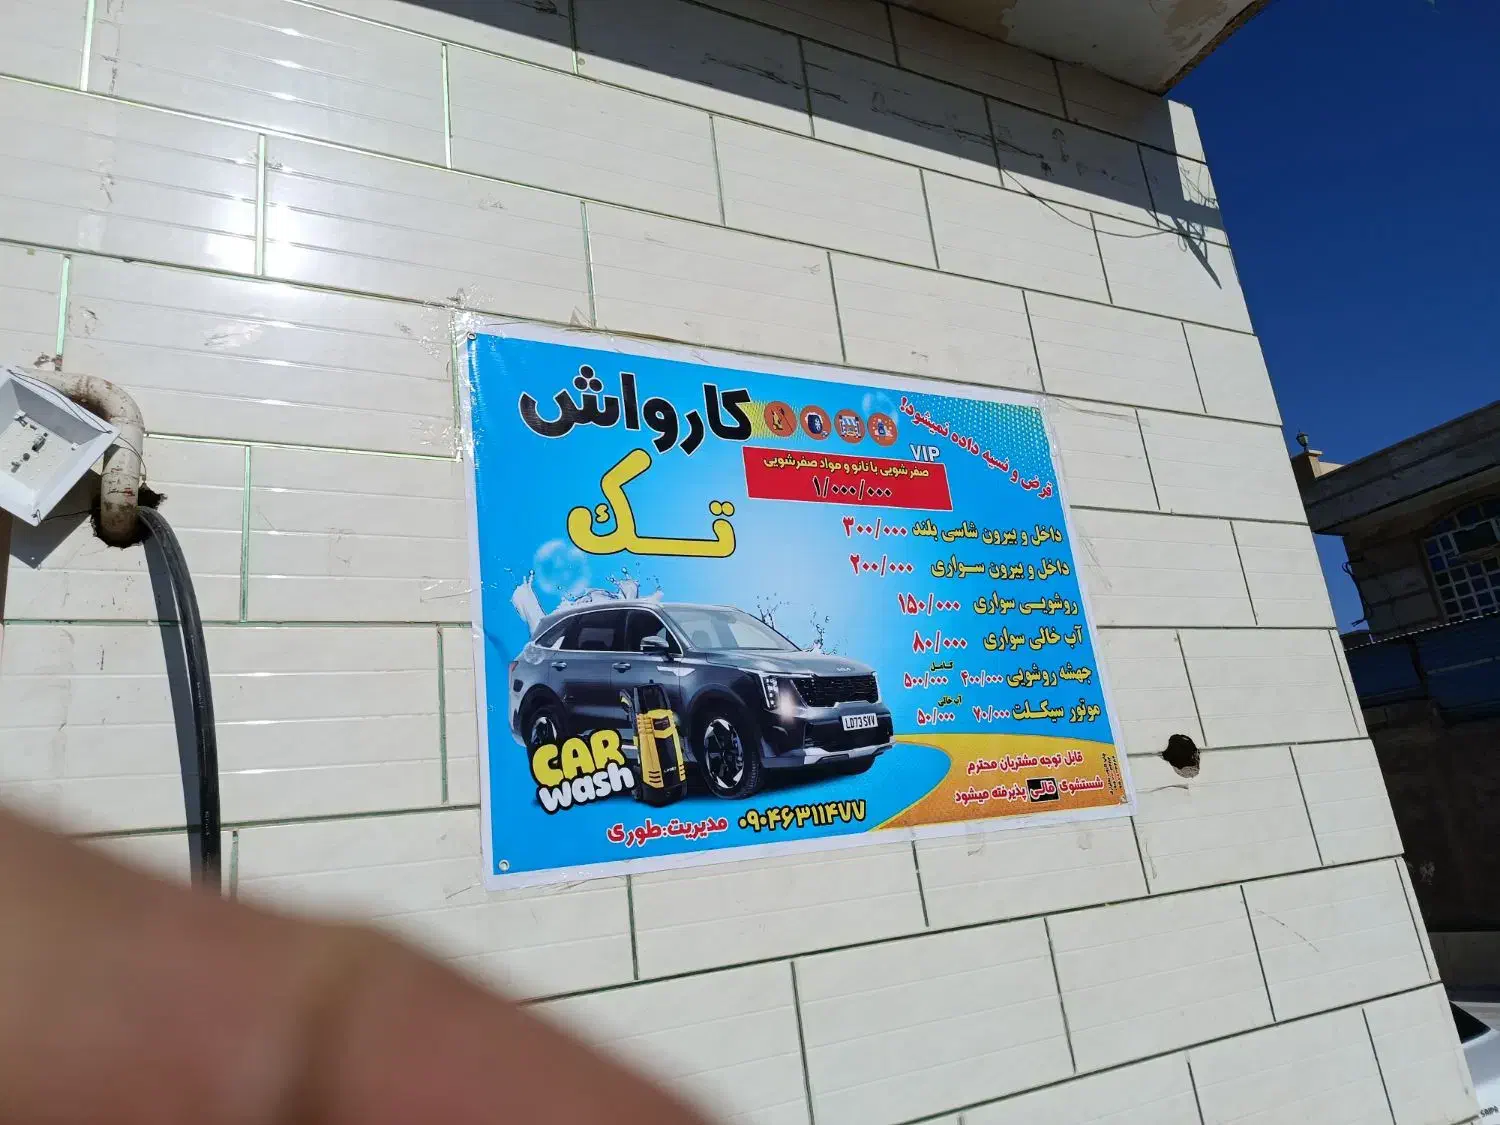 کارواش
تک
قرض و نسیه داده نمیشود!
VIP
صفرشویی با نانو و مواد صفرشویی
۱/۰۰۰/۰۰۰
داخل و بیرون شاسی بلند ۳۰۰/۰۰۰
داخل و بیرون سواری ۲۰۰/۰۰۰
روشویی سواری ۱۵۰/۰۰۰
آب خالی سواری ۸۰/۰۰۰
جهشه روشویی ۴۰۰/۰۰۰ کامل ۵۰۰/۰۰۰
موتور سیکلت ۷۰/۰۰۰ آب خالی ۵۰/۰۰۰
LD73 SVV
CAR
wash
قابل توجه مشتریان محترم
شستشوی قالی پذیرفته میشود
مدیریت:طوری ۰۹۰۴۶۳۱۱۴۷۷